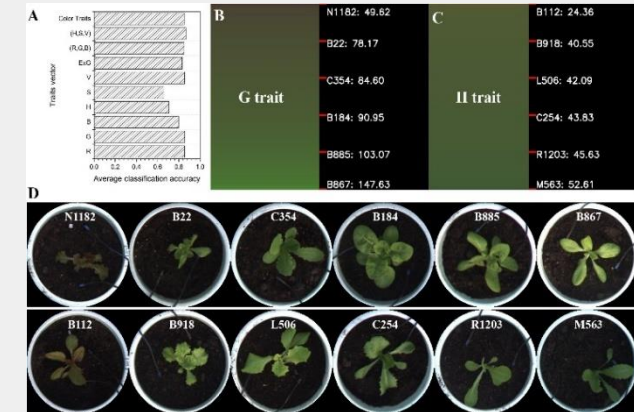 A
Color Traits
(H,S,V)
(R,G,B)
ExG
V
S
H
B
G
R
Traits vector
0.0 0.2 0.4 0.6 0.8 1.0
Average classification accuracy
B
G trait
N1182: 49.62
B22: 78.17
C354: 84.60
B184: 90.95
B885: 103.07
B867: 147.63
C
H trait
B112: 24.36
B918: 40.55
L506: 42.09
C254: 43.83
R1203: 45.63
M563: 52.61
D
N1182 B22 C354 B184 B885 B867
B112 B918 L506 C254 R1203 M563